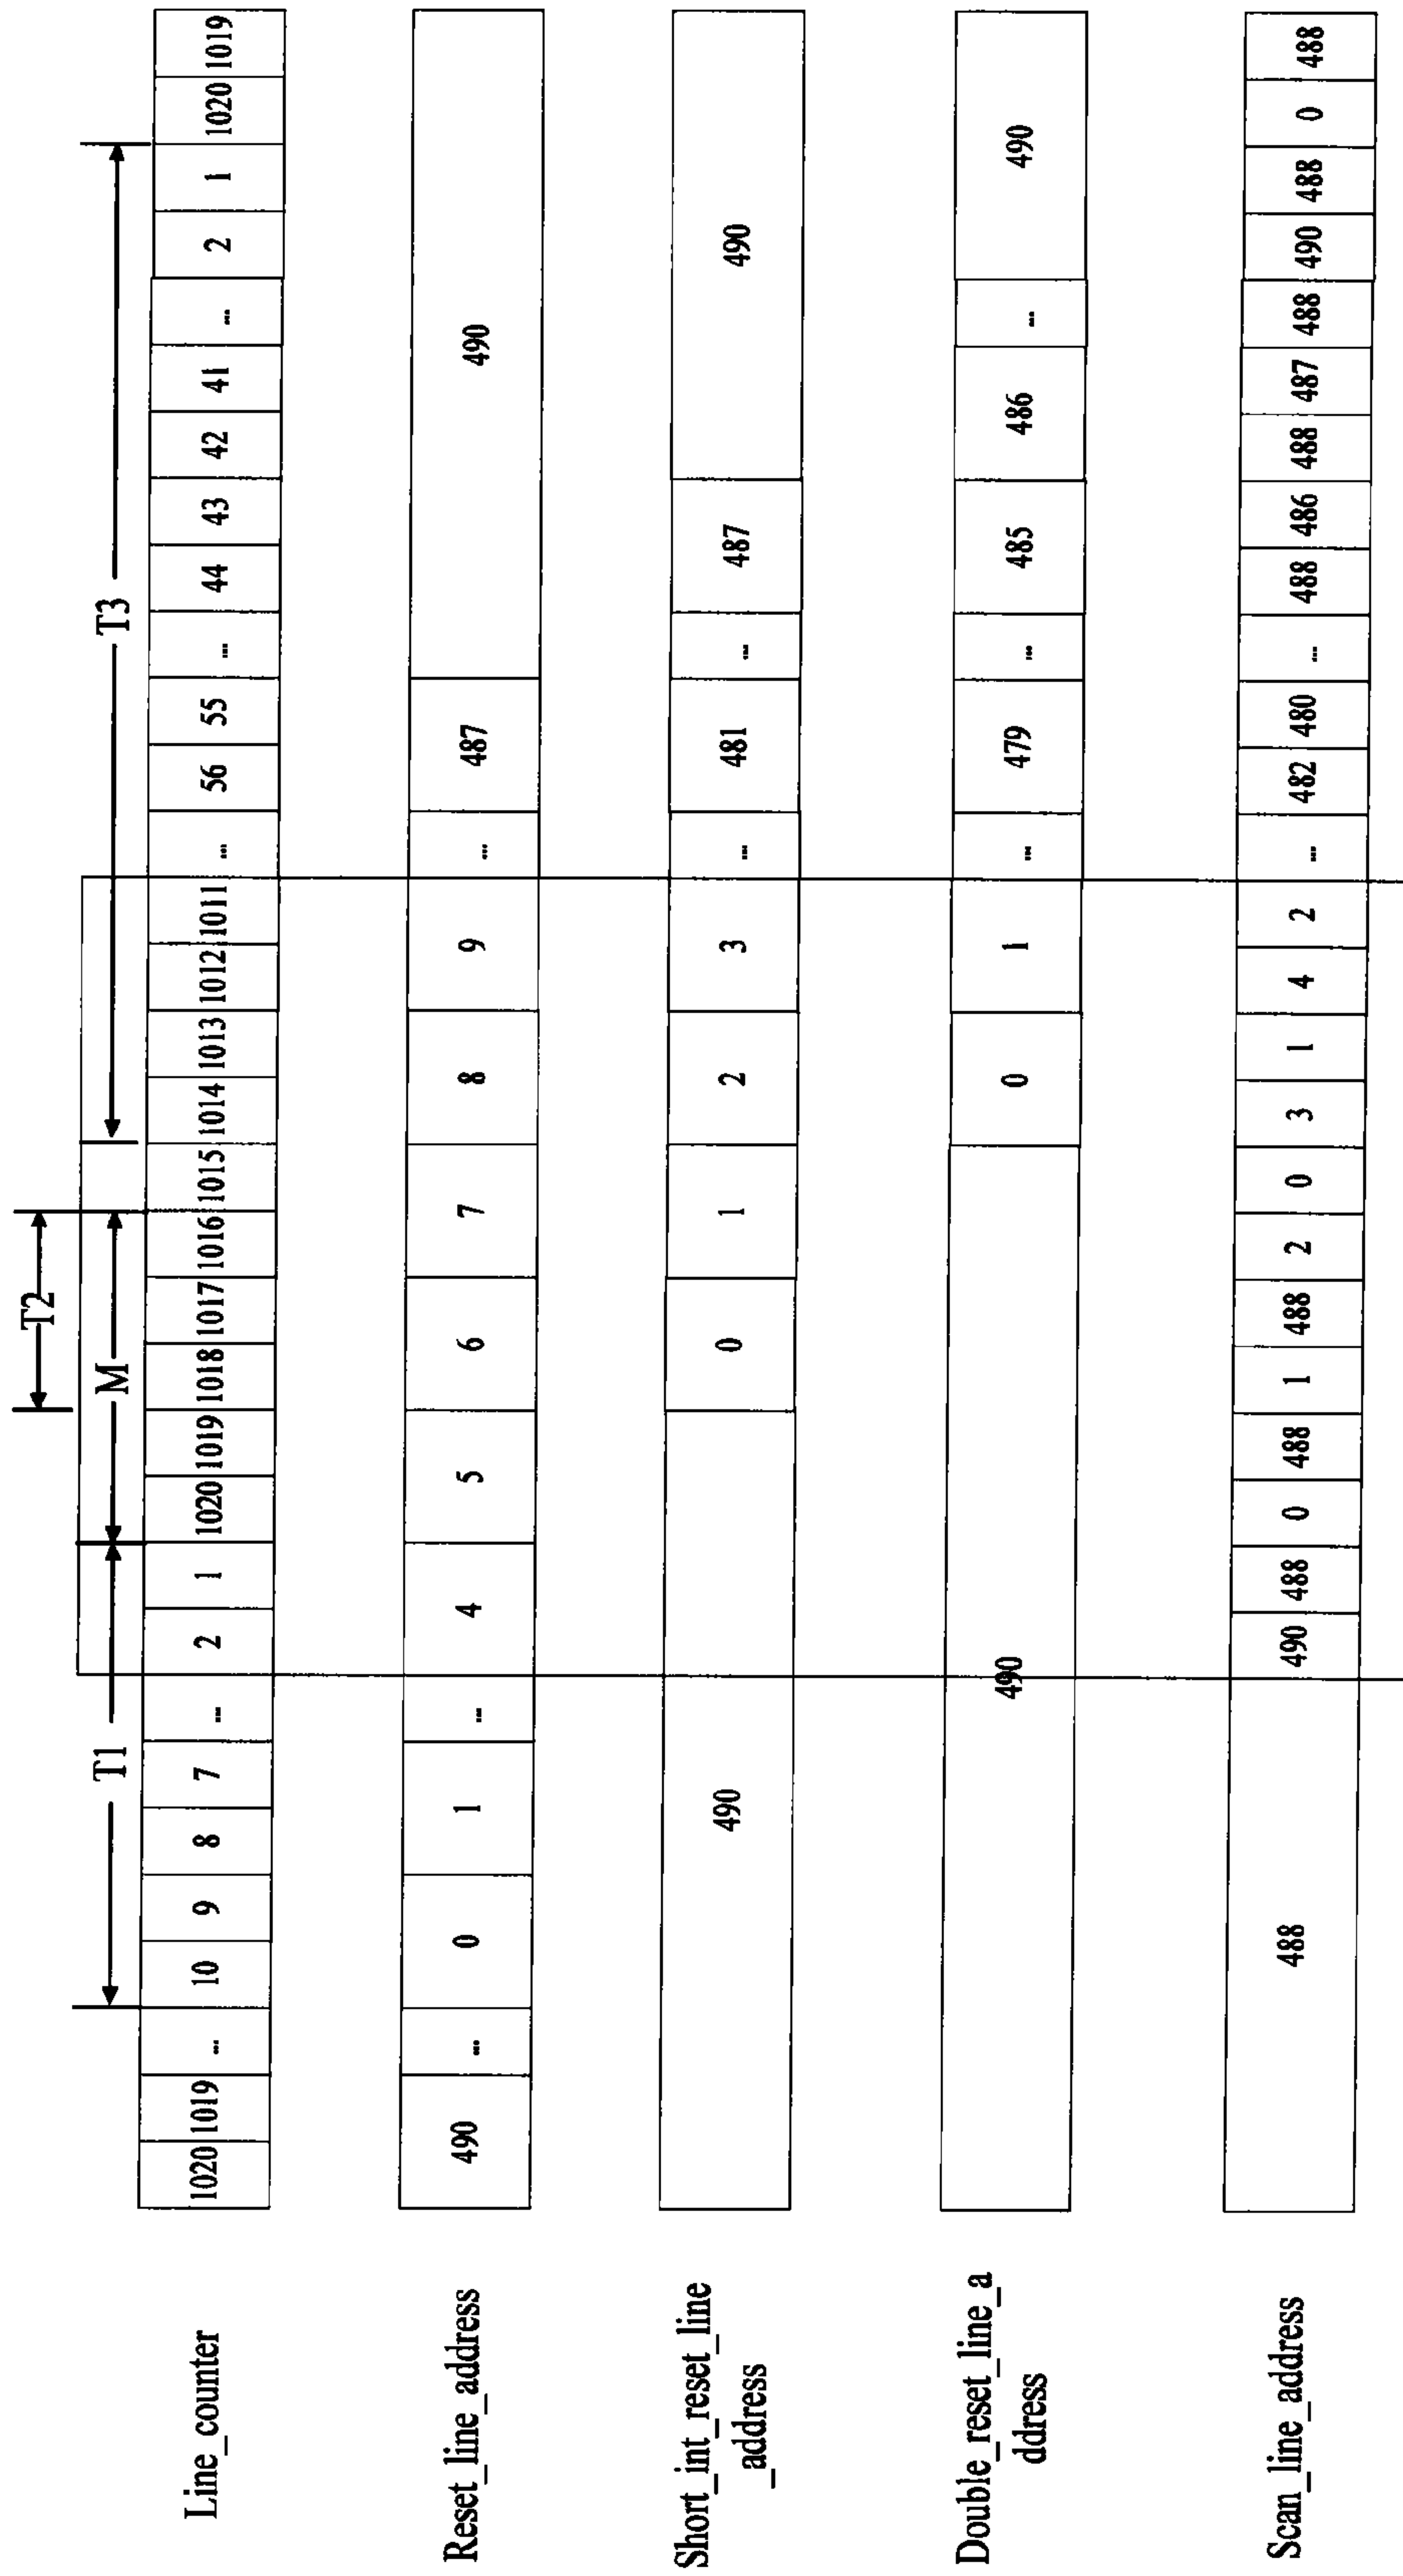 T2
T1 M T3
Line_counter 1020 1019 ... 10 9 8 7 ... 2 1 1020 1019 1018 1017 1016 1015 1014 1013 1012 1011 ... 56 55 ... 44 43 42 41 ... 2 1 1020 1019
Reset_line_address 490 ... 0 1 ... 4 5 6 7 8 9 ... 487 490
Short_int_reset_line
_address 490 0 1 2 3 ... 481 ... 487 490
Double_reset_line_a
ddress 490 0 1 ... 479 ... 485 486 ... 490
Scan_line_address 488 490 488 0 488 1 488 2 0 3 1 4 2 ... 482 480 ... 488 486 488 487 488 490 488 0 488